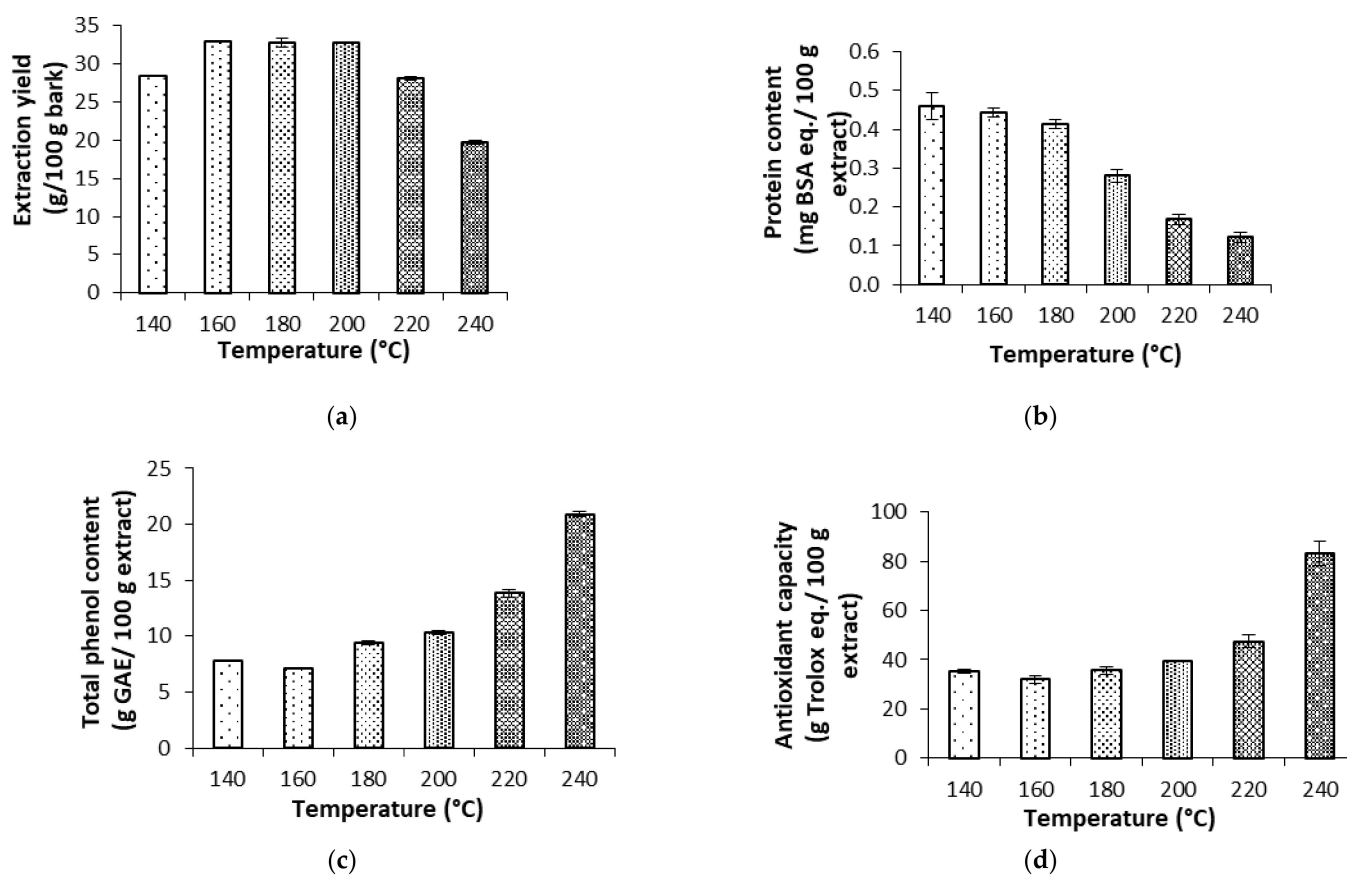 Extraction yield
(g/100 g bark)
35
30
25
20
15
10
5
0
140 160 180 200 220 240
Temperature (°C)
(a)
Protein content
(mg BSA eq./100 g
extract)
0.6
0.5
0.4
0.3
0.2
0.1
0.0
140 160 180 200 220 240
Temperature (°C)
(b)
Total phenol content
(g GAE/ 100 g extract)
25
20
15
10
5
0
140 160 180 200 220 240
Temperature (°C)
(c)
Antioxidant capacity
(g Trolox eq./100 g
extract)
100
80
60
40
20
0
140 160 180 200 220 240
Temperature (°C)
(d)